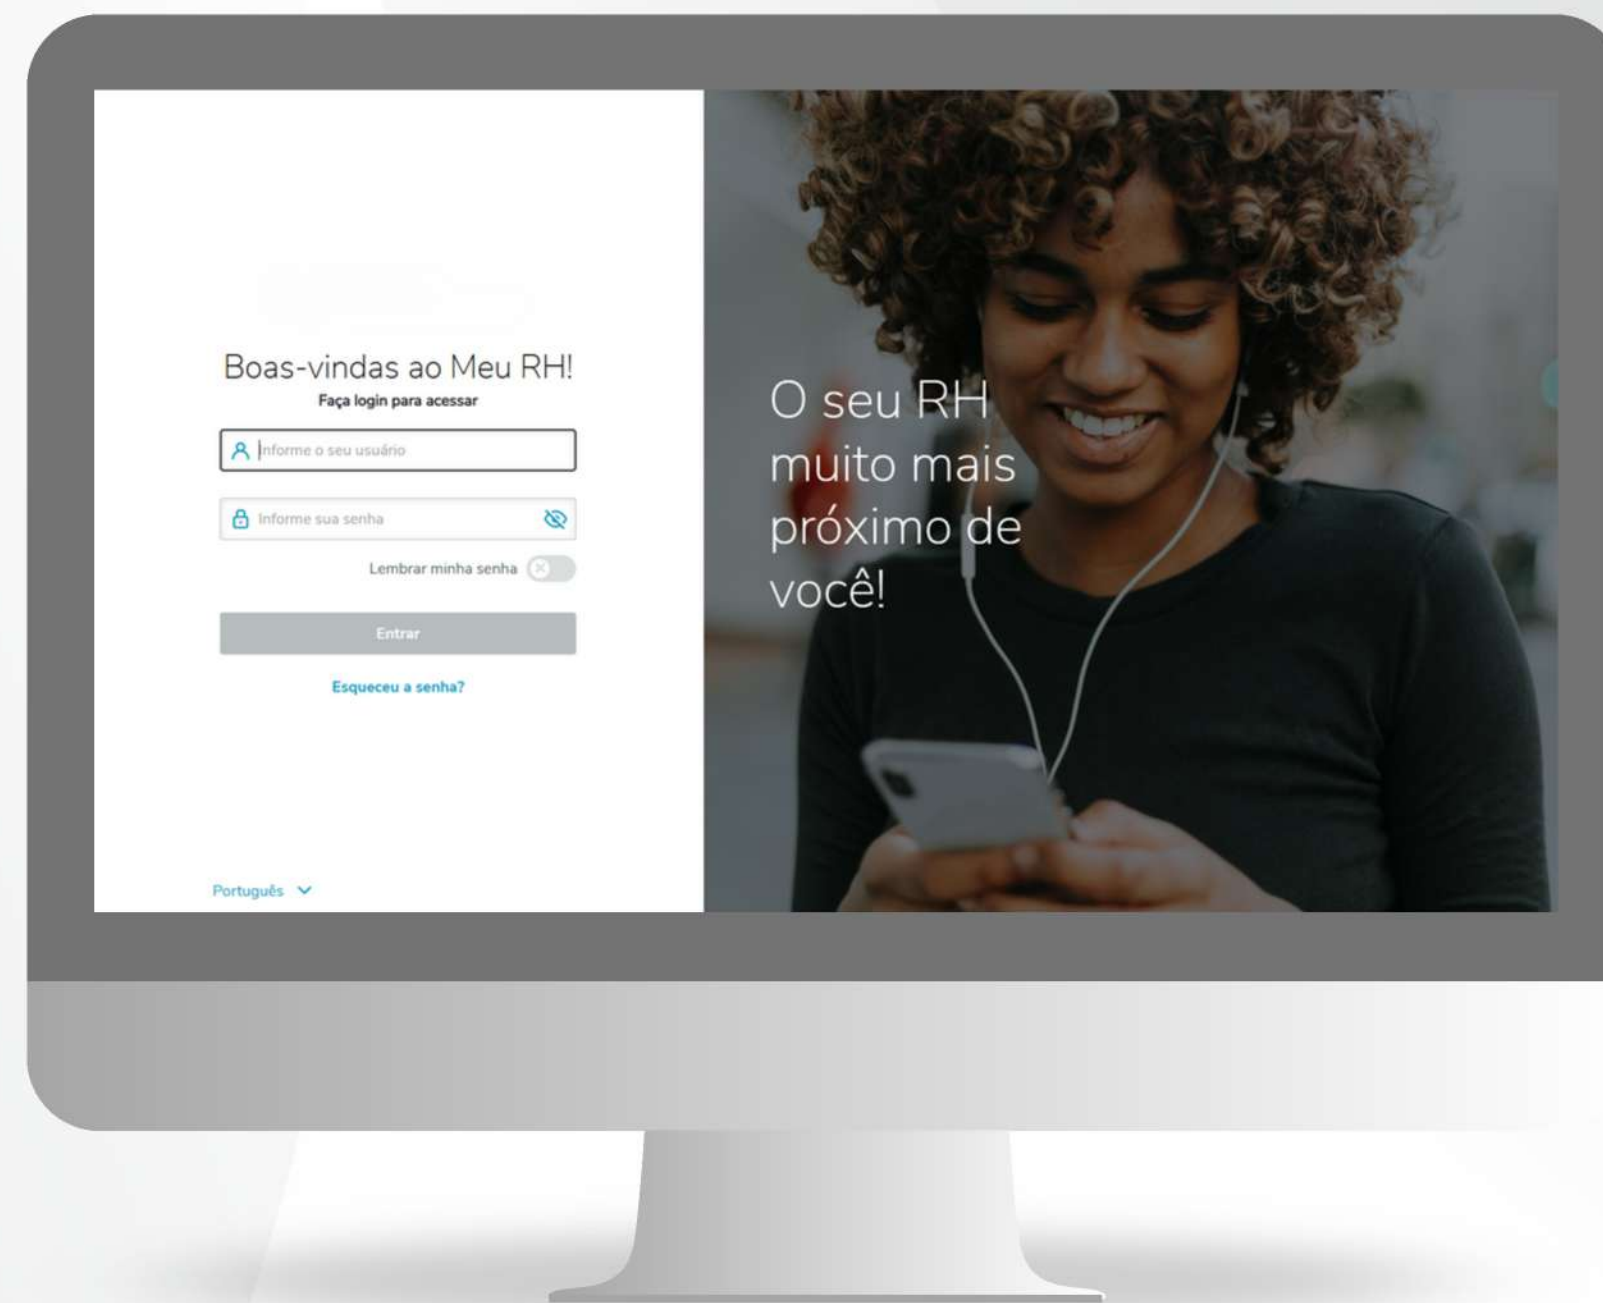 Boas-vindas ao Meu RH!
Faça login para acessar
Informe o seu usuário
Informe sua senha
Lembrar minha senha
Entrar
Esqueceu a senha?
Português
O seu RH
muito mais
próximo de
você!